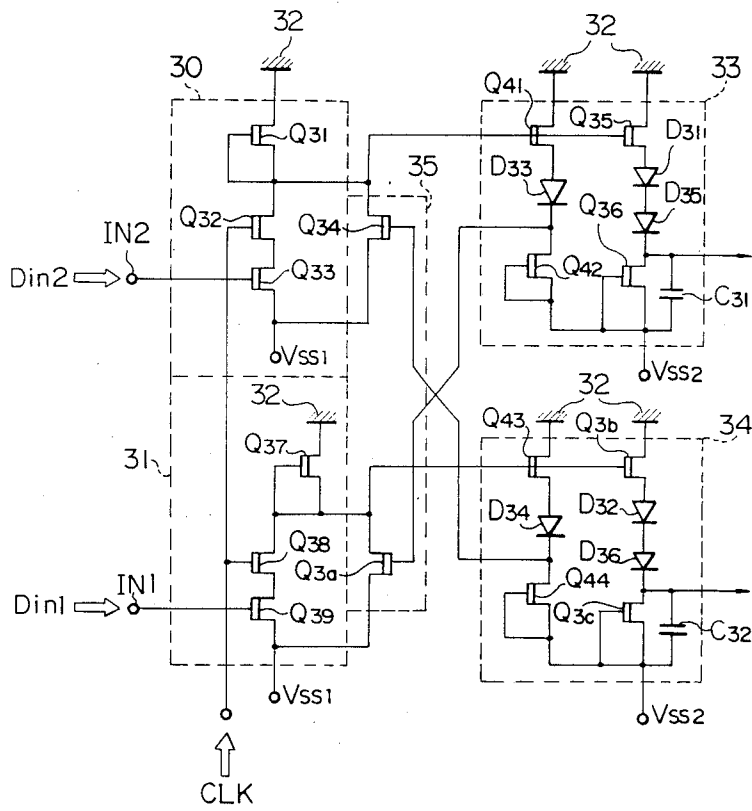 32
32
30
33
Q41
Q35
D31
Q31
35
D33
D35
Q32
Q34
Q36
IN2
Din2
Q33
Q42
C31
VSS1
VSS2
32
32
Q43
Q3b
34
31
Q37
D34
D32
Q38
Q3a
D36
IN1
Q44
Din1
Q39
Q3c
C32
VSS1
VSS2
CLK